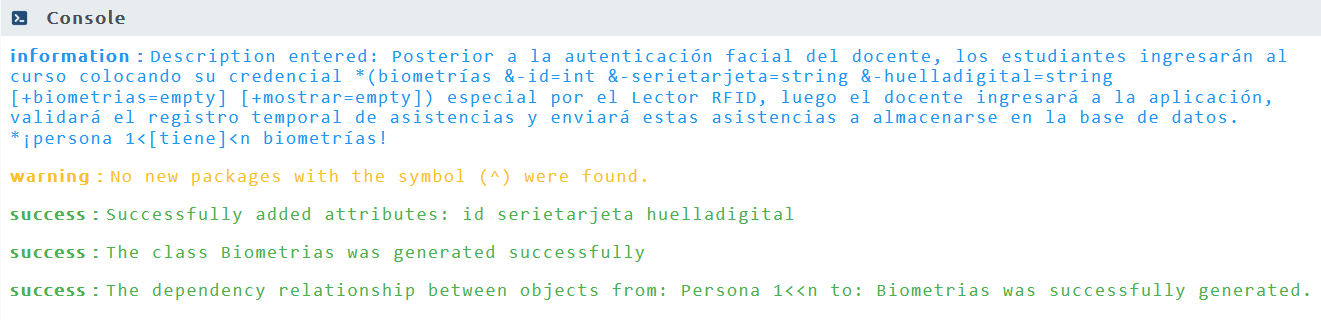 Console
information : Description entered: Posterior a la autenticación facial del docente, los estudiantes ingresarán al
curso colocando su credencial *(biometrías &-id=int &-serietarjeta=string &-huelladigital=string
[+biometrias=empty] [+mostrar=empty]) especial por el Lector RFID, luego el docente ingresará a la aplicación,
validará el registro temporal de asistencias y enviará estas asistencias a almacenarse en la base de datos.
*¡persona 1<[tiene]<n biometrías!
warning : No new packages with the symbol (^) were found.
success : Successfully added attributes: id serietarjeta huelladigital
success : The class Biometrias was generated successfully
success : The dependency relationship between objects from: Persona 1<<n to: Biometrias was successfully generated.